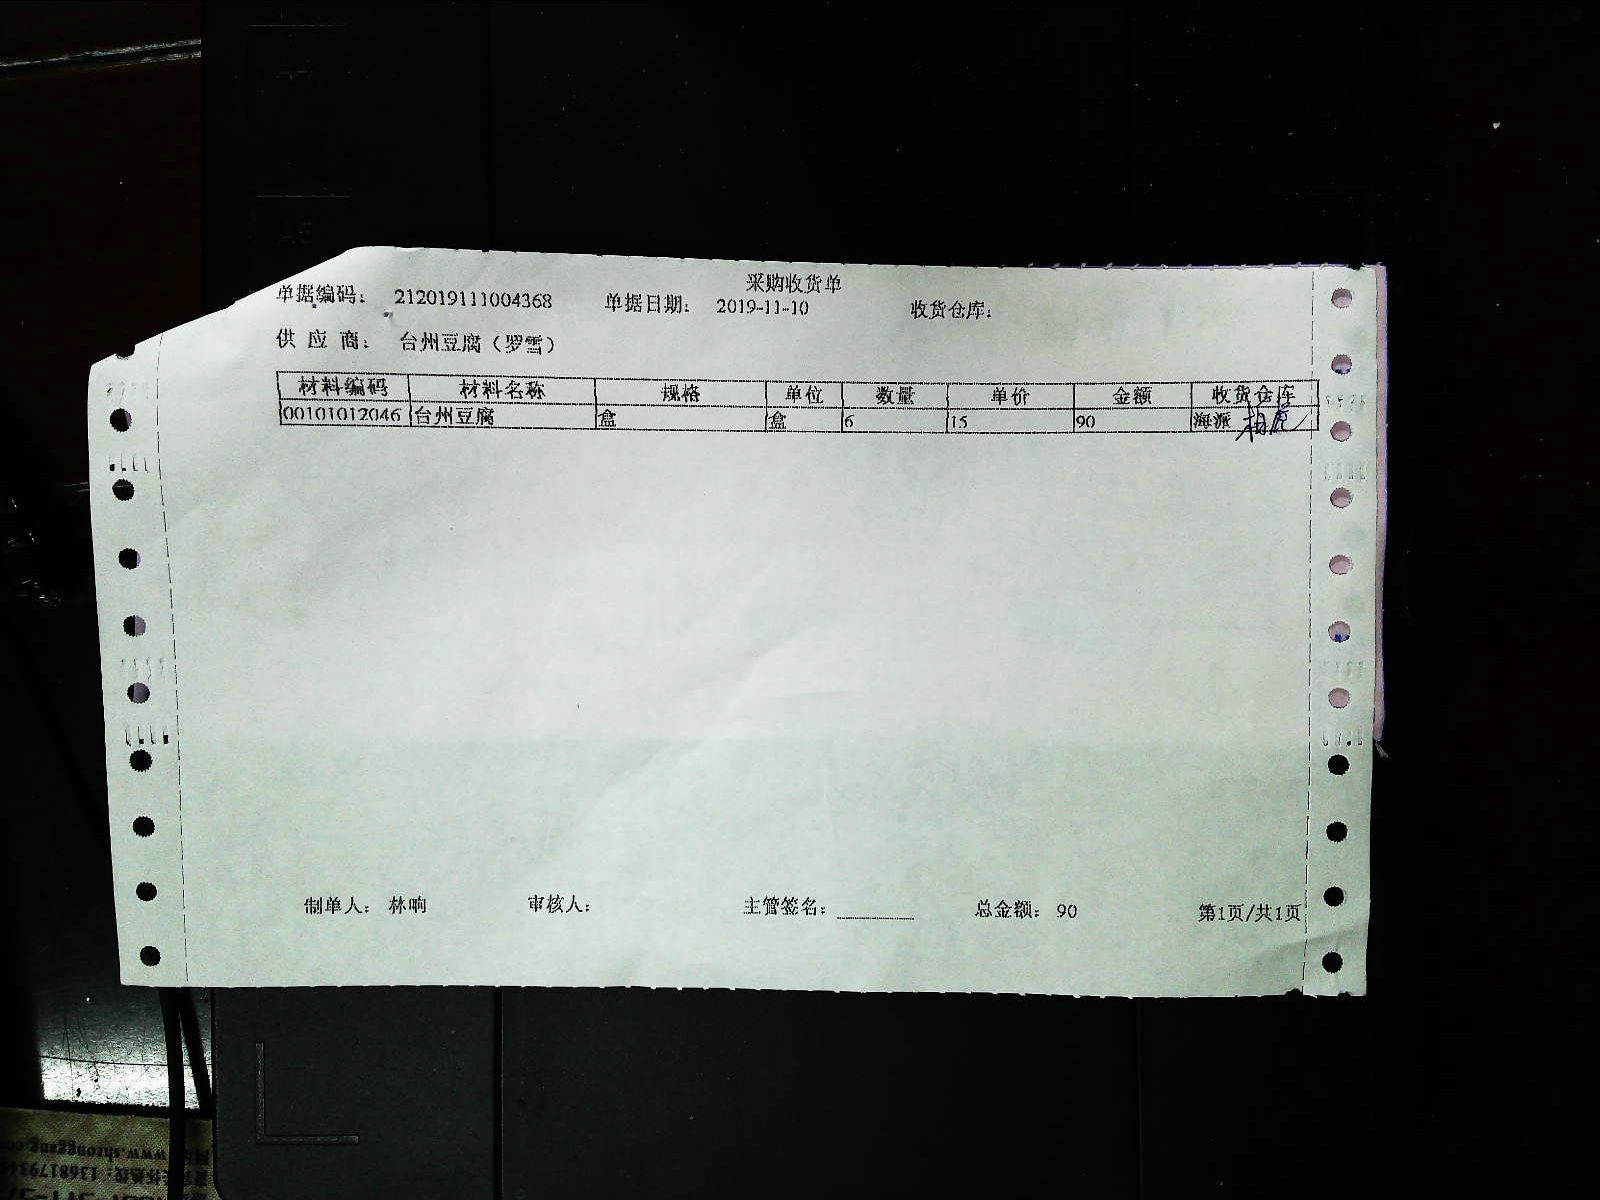 采购收货单
单据编码： 212019111004368 单据日期： 2019-11-10 收货仓库：
供 应 商： 台州豆腐（罗雪）
材料编码 材料名称 规格 单位 数量 单价 金额 收货仓库
00101012046 台州豆腐 盒 盒 6 15 90 海派
制单人： 林响 审核人： 主管签名： 总金额： 90 第1页/共1页